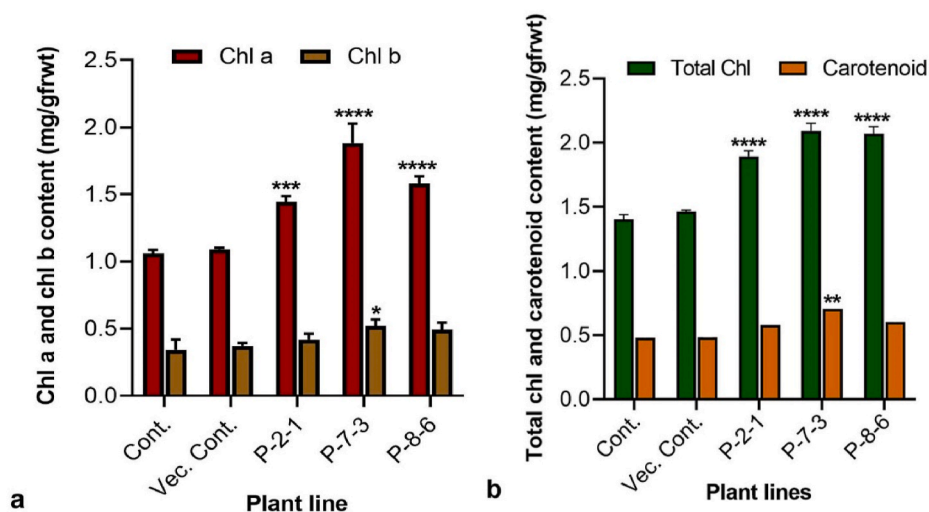 Chl a Chl b
Chl a and chl b content (mg/gfrwt)
2.5
2.0
1.5
1.0
0.5
0.0
***
****
****
*
Cont.
Vec. Cont.
P-2-1
P-7-3
P-8-6
Plant line
a
Total Chl Carotenoid
Total chl and carotenoid content (mg/gfrwt)
2.5
2.0
1.5
1.0
0.5
0.0
****
****
****
**
Cont.
Vec. Cont.
P-2-1
P-7-3
P-8-6
Plant lines
b